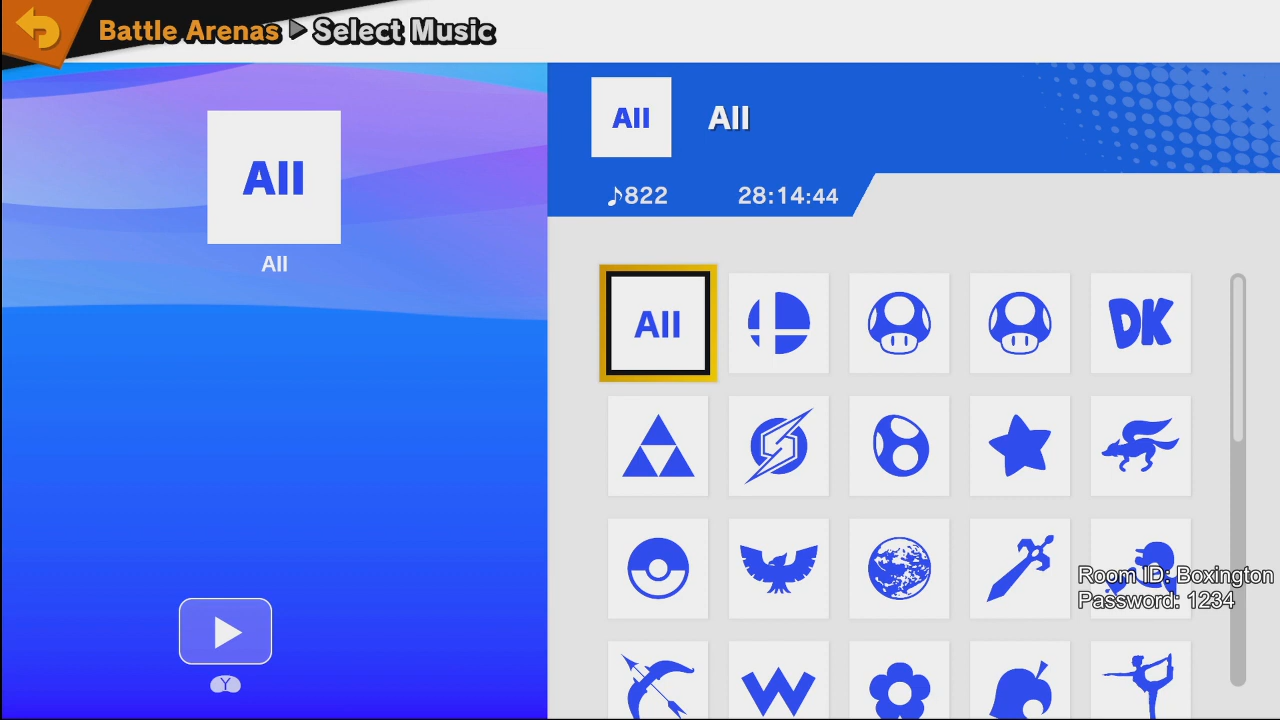 Battle Arenas Select Music
All
All
All
All
♪822 28:14:44
All
DK
Room ID: Boxington
Password: 1234
Y